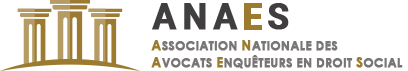 ANAES
ASSOCIATION NATIONALE DES
AVOCATS ENQUÊTEURS EN DROIT SOCIAL